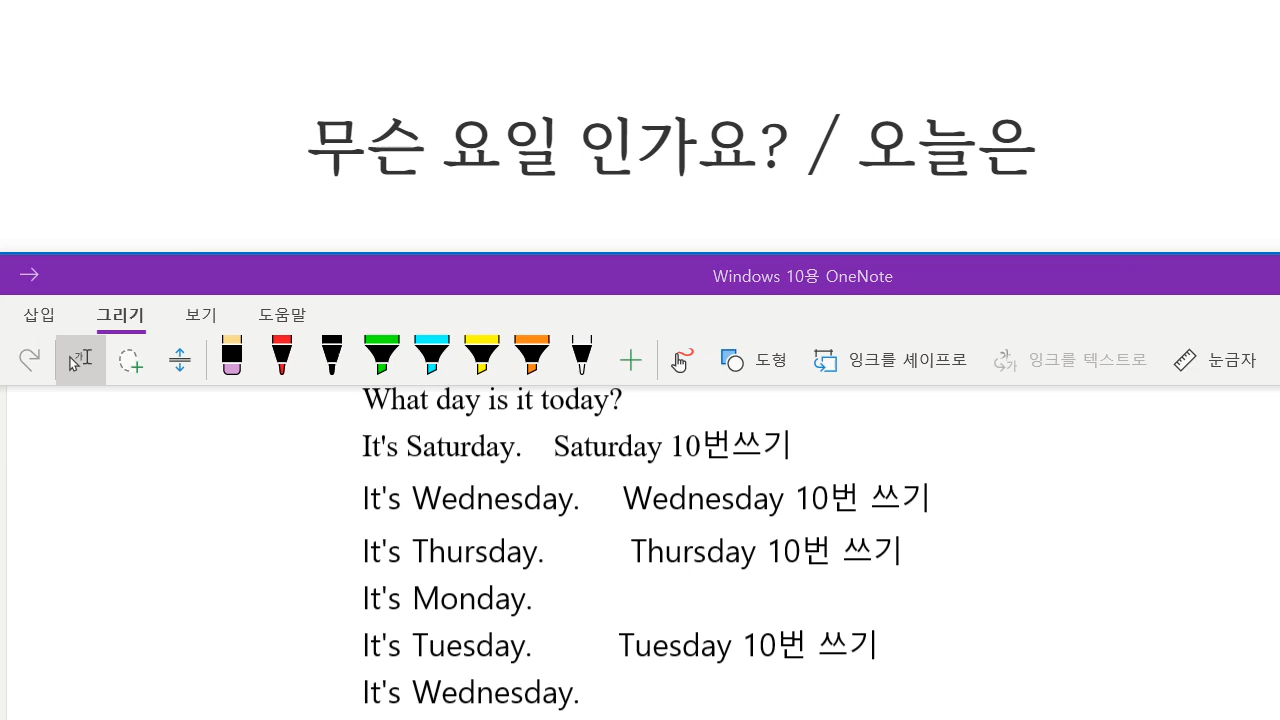 무슨 요일 인가요? / 오늘은
Windows 10용 OneNote
삽입 그리기 보기 도움말
가 도형 잉크를 셰이프로 가 잉크를 텍스트로 눈금자
What day is it today?
It's Saturday. Saturday 10번쓰기
It's Wednesday. Wednesday 10번 쓰기
It's Thursday. Thursday 10번 쓰기
It's Monday.
It's Tuesday. Tuesday 10번 쓰기
It's Wednesday.